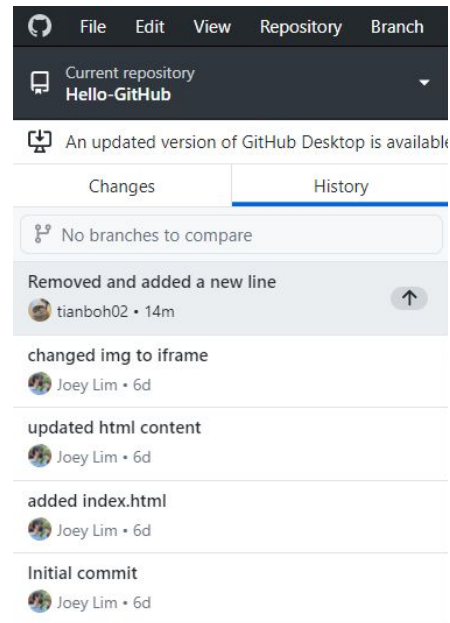 File Edit View Repository Branch
Current repository
Hello-GitHub
An updated version of GitHub Desktop is available
Changes History
No branches to compare
Removed and added a new line
tianboh02 • 14m
changed img to iframe
Joey Lim • 6d
updated html content
Joey Lim • 6d
added index.html
Joey Lim • 6d
Initial commit
Joey Lim • 6d